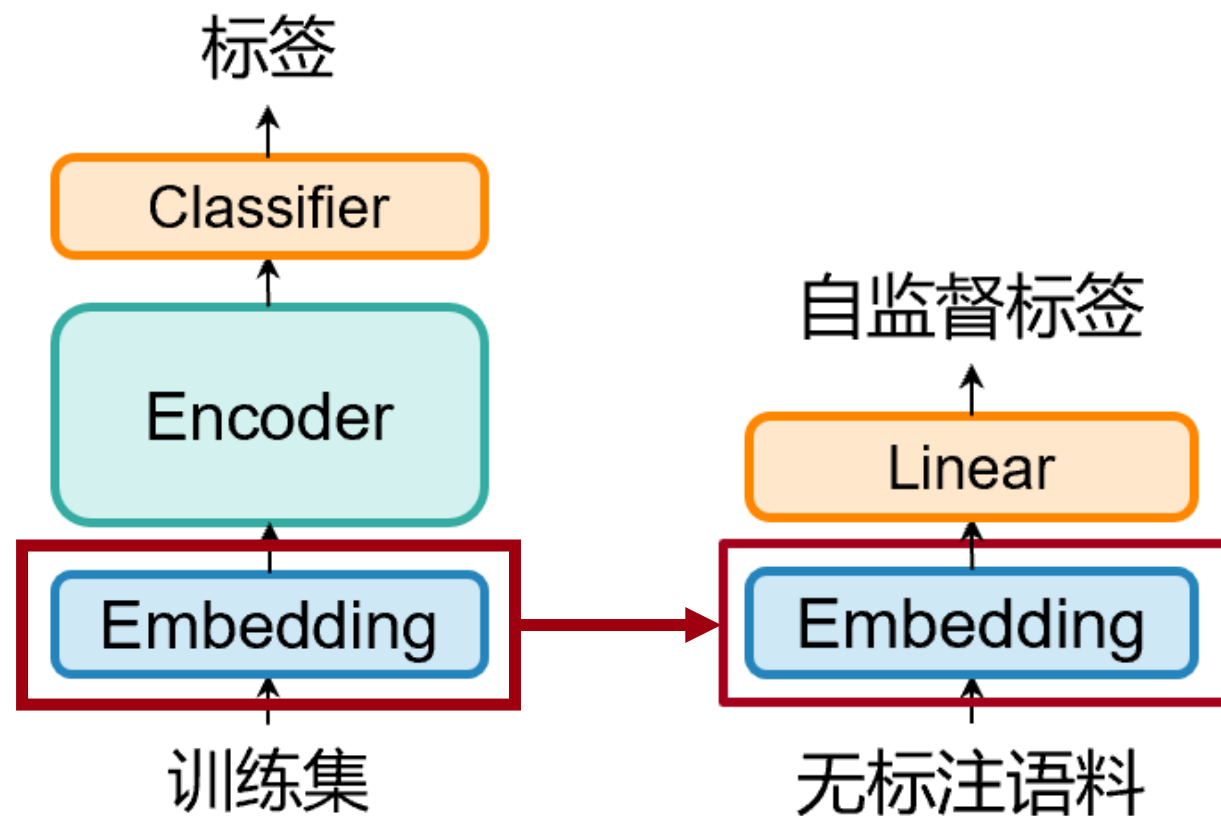 标签
Classifier
Encoder
Embedding
训练集
自监督标签
Linear
Embedding
无标注语料